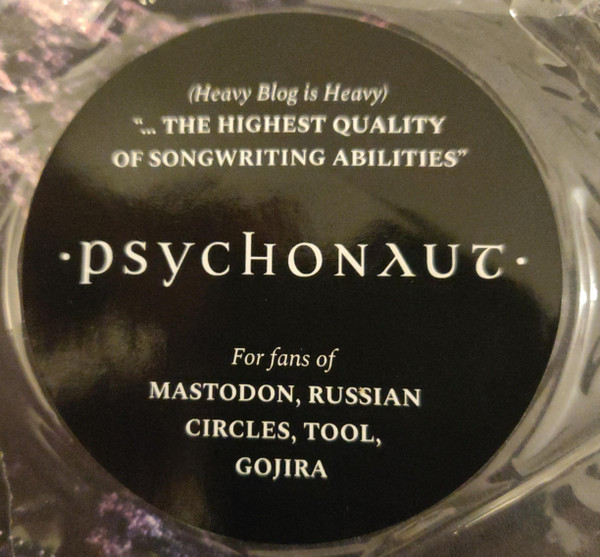 (Heavy Blog is Heavy)
"... THE HIGHEST QUALITY
OF SONGWRITING ABILITIES"
·psychonaut·
For fans of
MASTODON, RUSSIAN
CIRCLES, TOOL,
GOJIRA